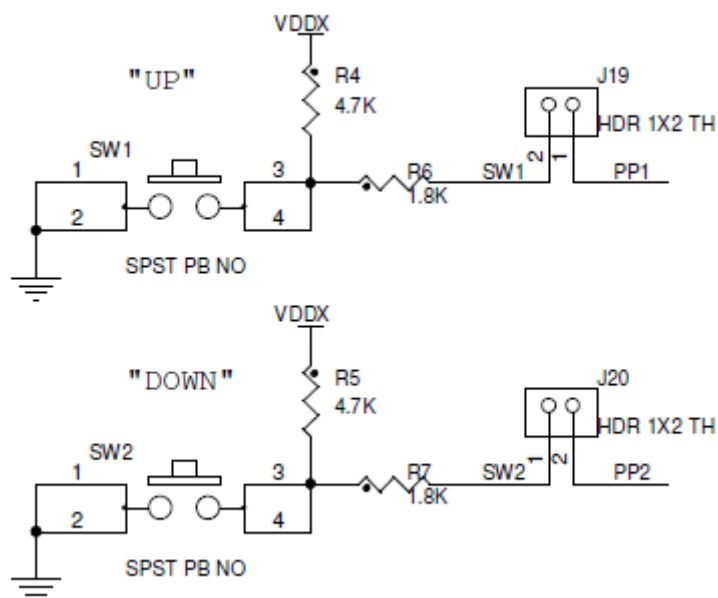 VDDX
"UP"
R4
4.7K
J19
HDR 1X2 TH
SW1
1
2
3
4
R6
1.8K
SW1
2
1
PP1
SPST PB NO
VDDX
"DOWN"
R5
4.7K
J20
HDR 1X2 TH
SW2
1
2
3
4
R7
1.8K
SW2
1
2
PP2
SPST PB NO